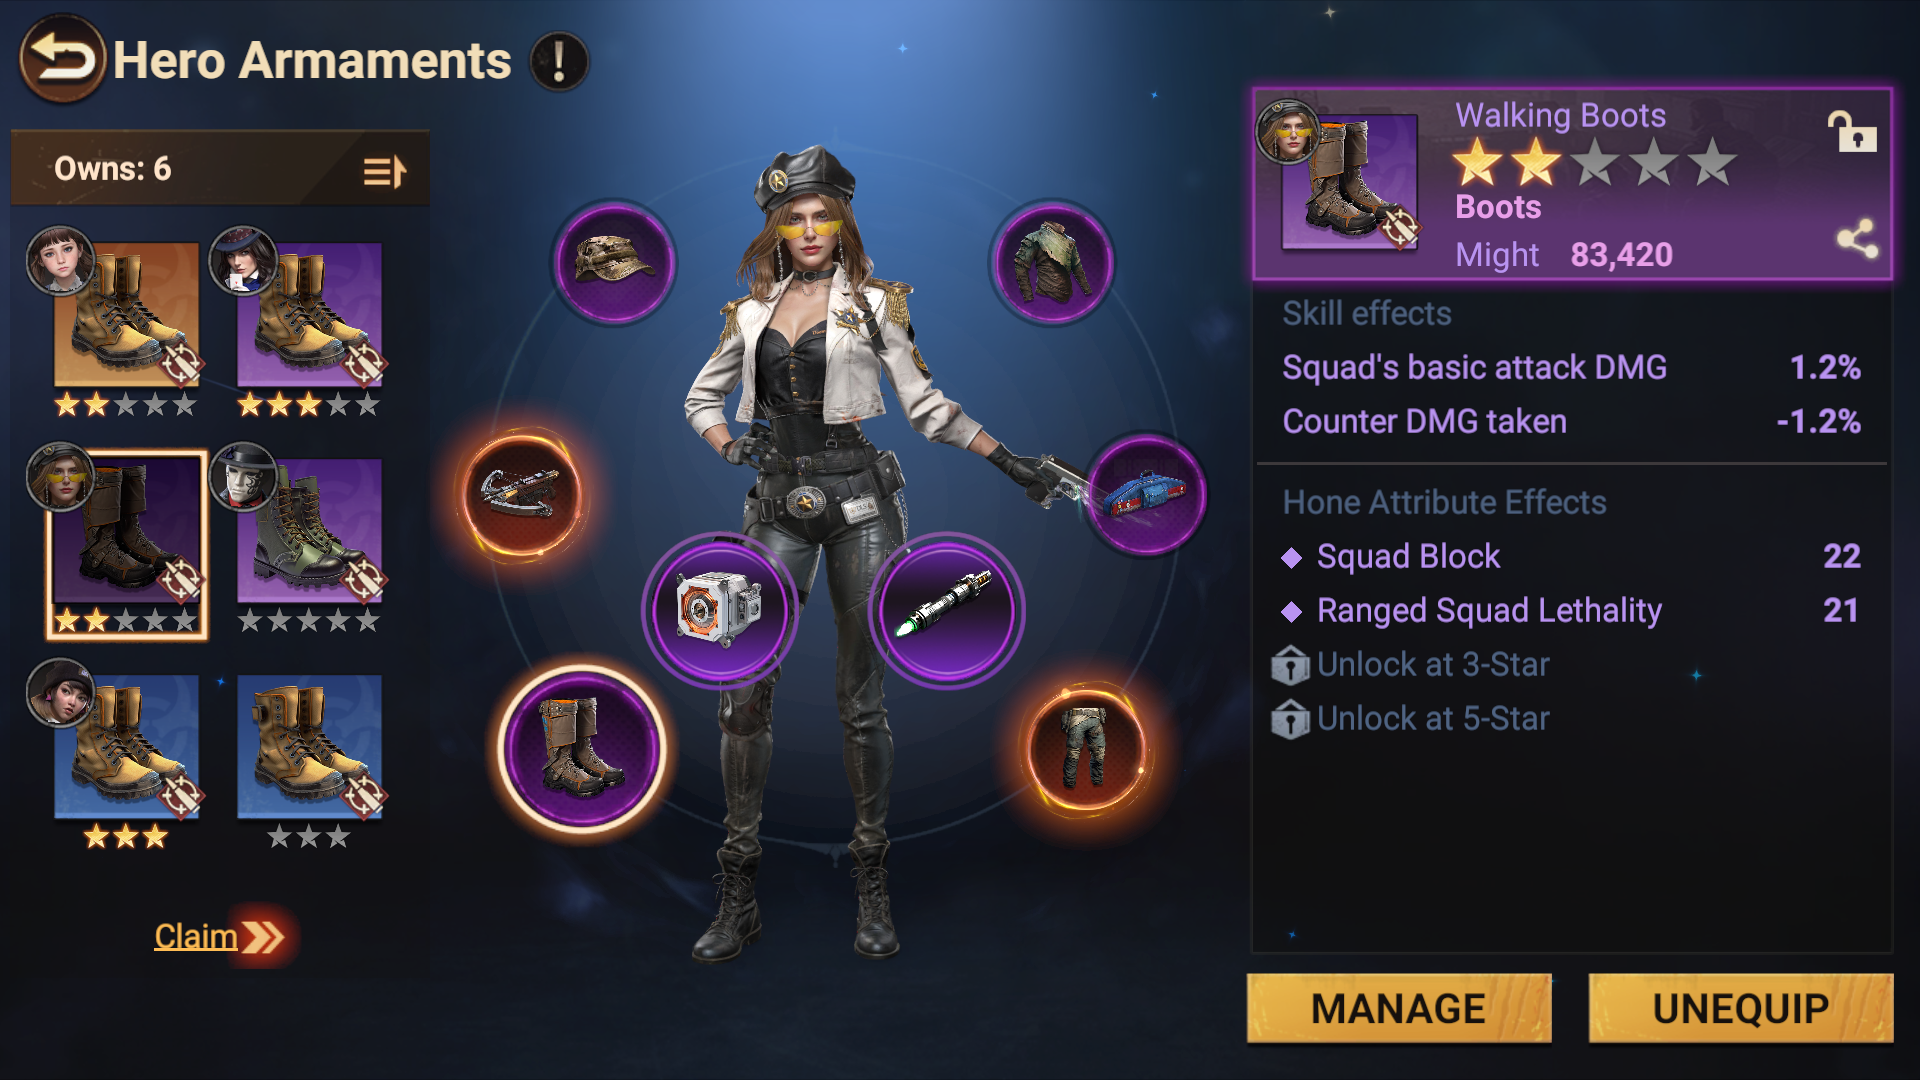 Hero Armaments
Owns: 6
Claim
Walking Boots
Boots
Might 83,420
Skill effects
Squad's basic attack DMG 1.2%
Counter DMG taken -1.2%
Hone Attribute Effects
Squad Block 22
Ranged Squad Lethality 21
Unlock at 3-Star
Unlock at 5-Star
MANAGE
UNEQUIP